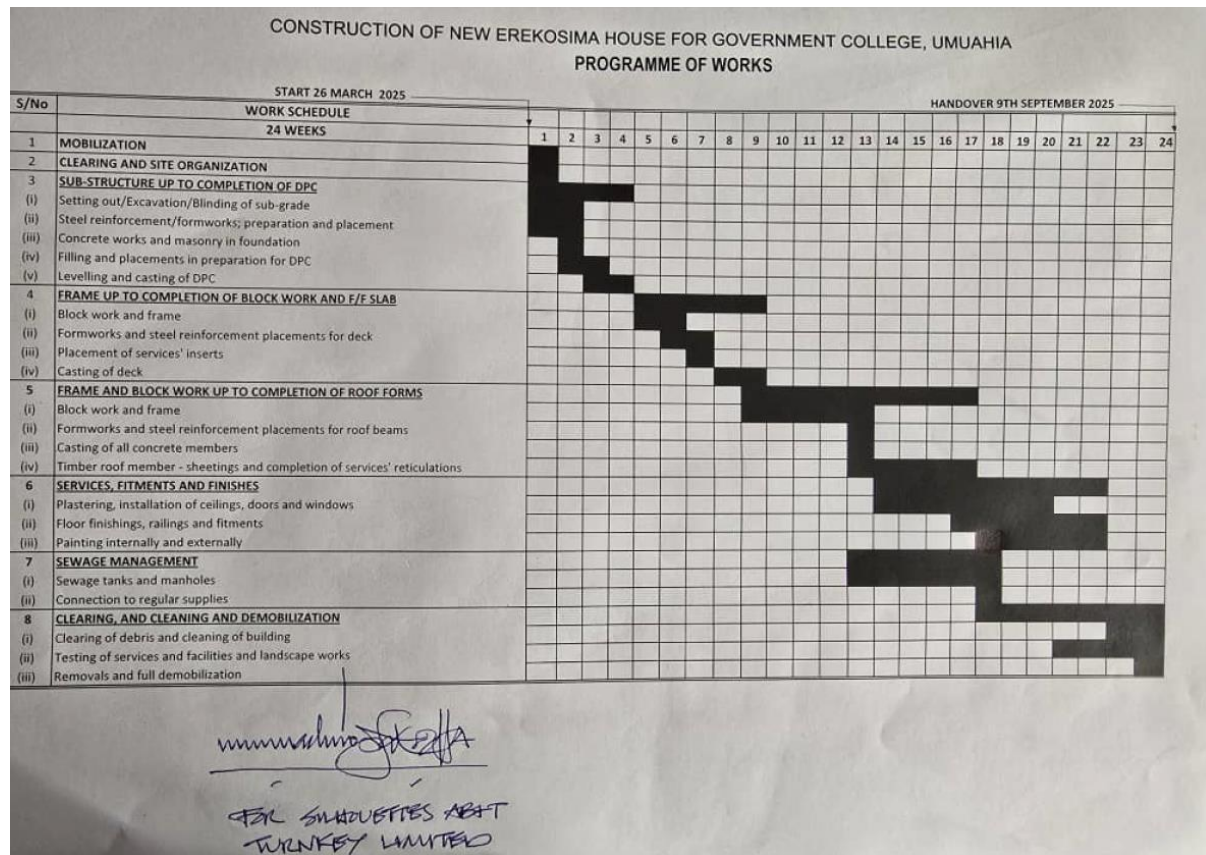 CONSTRUCTION OF NEW EREKOSIMA HOUSE FOR GOVERNMENT COLLEGE, UMUAHIA
PROGRAMME OF WORKS
START 26 MARCH 2025
HANDOVER 9TH SEPTEMBER 2025
S/No WORK SCHEDULE
24 WEEKS 1 2 3 4 5 6 7 8 9 10 11 12 13 14 15 16 17 18 19 20 21 22 23 24
1 MOBILIZATION
2 CLEARING AND SITE ORGANIZATION
3 SUB-STRUCTURE UP TO COMPLETION OF DPC
(i) Setting out/Excavation/Blinding of sub-grade
(ii) Steel reinforcement/formworks; preparation and placement
(iii) Concrete works and masonry in foundation
(iv) Filling and placements in preparation for DPC
(v) Levelling and casting of DPC
4 FRAME UP TO COMPLETION OF BLOCK WORK AND F/F SLAB
(i) Block work and frame
(ii) Formworks and steel reinforcement placements for deck
(iii) Placement of services' inserts
(iv) Casting of deck
5 FRAME AND BLOCK WORK UP TO COMPLETION OF ROOF FORMS
(i) Block work and frame
(ii) Formworks and steel reinforcement placements for roof beams
(iii) Casting of all concrete members
(iv) Timber roof member - sheetings and completion of services' reticulations
6 SERVICES, FITMENTS AND FINISHES
(i) Plastering, installation of ceilings, doors and windows
(ii) Floor finishings, railings and fitments
(iii) Painting internally and externally
7 SEWAGE MANAGEMENT
(i) Sewage tanks and manholes
(ii) Connection to regular supplies
8 CLEARING, AND CLEANING AND DEMOBILIZATION
(i) Clearing of debris and cleaning of building
(ii) Testing of services and facilities and landscape works
(iii) Removals and full demobilization
FOR SILHOUETTES
TURNKEY LIMITED